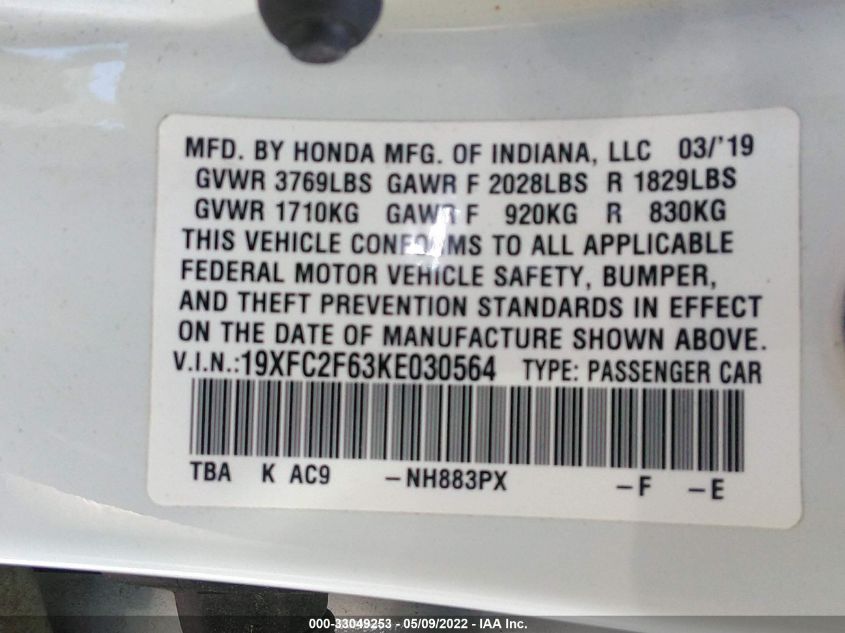 MFD. BY HONDA MFG. OF INDIANA, LLC 03/'19
GVWR 3769LBS GAWR F 2028LBS R 1829LBS
GVWR 1710KG GAWR F 920KG R 830KG
THIS VEHICLE CONFORMS TO ALL APPLICABLE
FEDERAL MOTOR VEHICLE SAFETY, BUMPER,
AND THEFT PREVENTION STANDARDS IN EFFECT
ON THE DATE OF MANUFACTURE SHOWN ABOVE.
V.I.N.:19XFC2F63KE030564 TYPE: PASSENGER CAR
TBA K AC9 -NH883PX -F -E
000-33049253 - 05/09/2022 - IAA Inc.